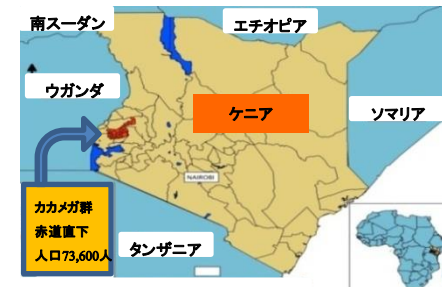 南スーダン
エチオピア
ウガンダ
ケニア
ソマリア
NAIROBI
カカメガ群
赤道直下
人口73,600人
タンザニア